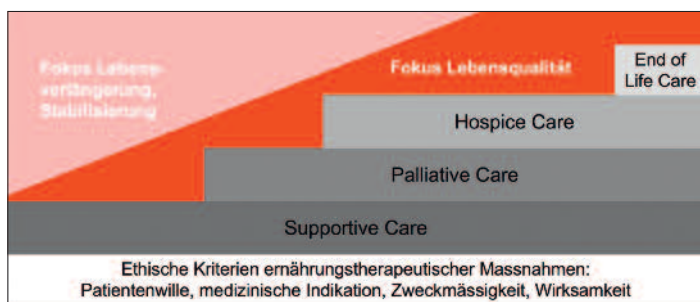 Fokus Lebens-
verlängerung,
Stabilisierung
Fokus Lebensqualität
End of
Life Care
Hospice Care
Palliative Care
Supportive Care
Ethische Kriterien ernährungstherapeutischer Massnahmen:
Patientenwille, medizinische Indikation, Zweckmässigkeit, Wirksamkeit